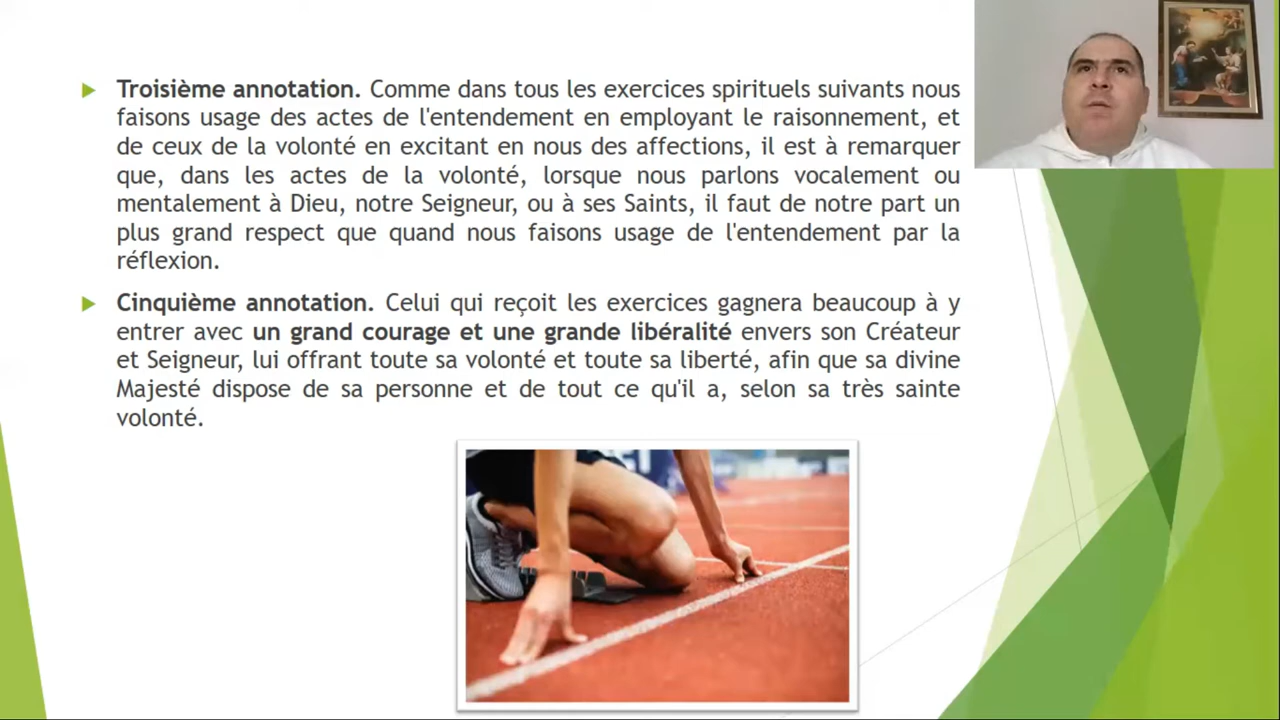 Troisième annotation. Comme dans tous les exercices spirituels suivants nous
faisons usage des actes de l'entendement en employant le raisonnement, et
de ceux de la volonté en excitant en nous des affections, il est à remarquer
que, dans les actes de la volonté, lorsque nous parlons vocalement ou
mentalement à Dieu, notre Seigneur, ou à ses Saints, il faut de notre part un
plus grand respect que quand nous faisons usage de l'entendement par la
réflexion.
Cinquième annotation. Celui qui reçoit les exercices gagnera beaucoup à y
entrer avec un grand courage et une grande libéralité envers son Créateur
et Seigneur, lui offrant toute sa volonté et toute sa liberté, afin que sa divine
Majesté dispose de sa personne et de tout ce qu'il a, selon sa très sainte
volonté.